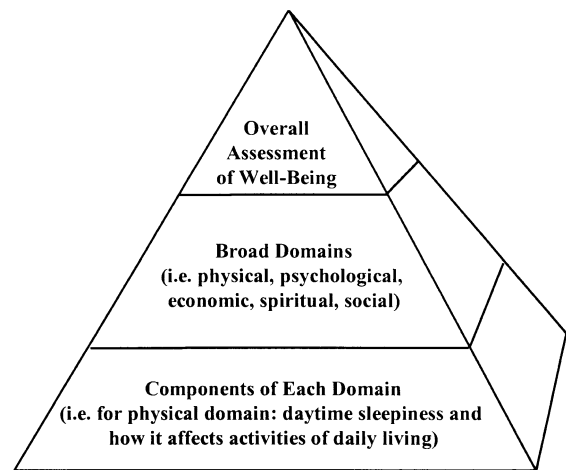 Overall
Assessment
of Well-Being
Broad Domains
(i.e. physical, psychological,
economic, spiritual, social)
Components of Each Domain
(i.e. for physical domain: daytime sleepiness and
how it affects activities of daily living)